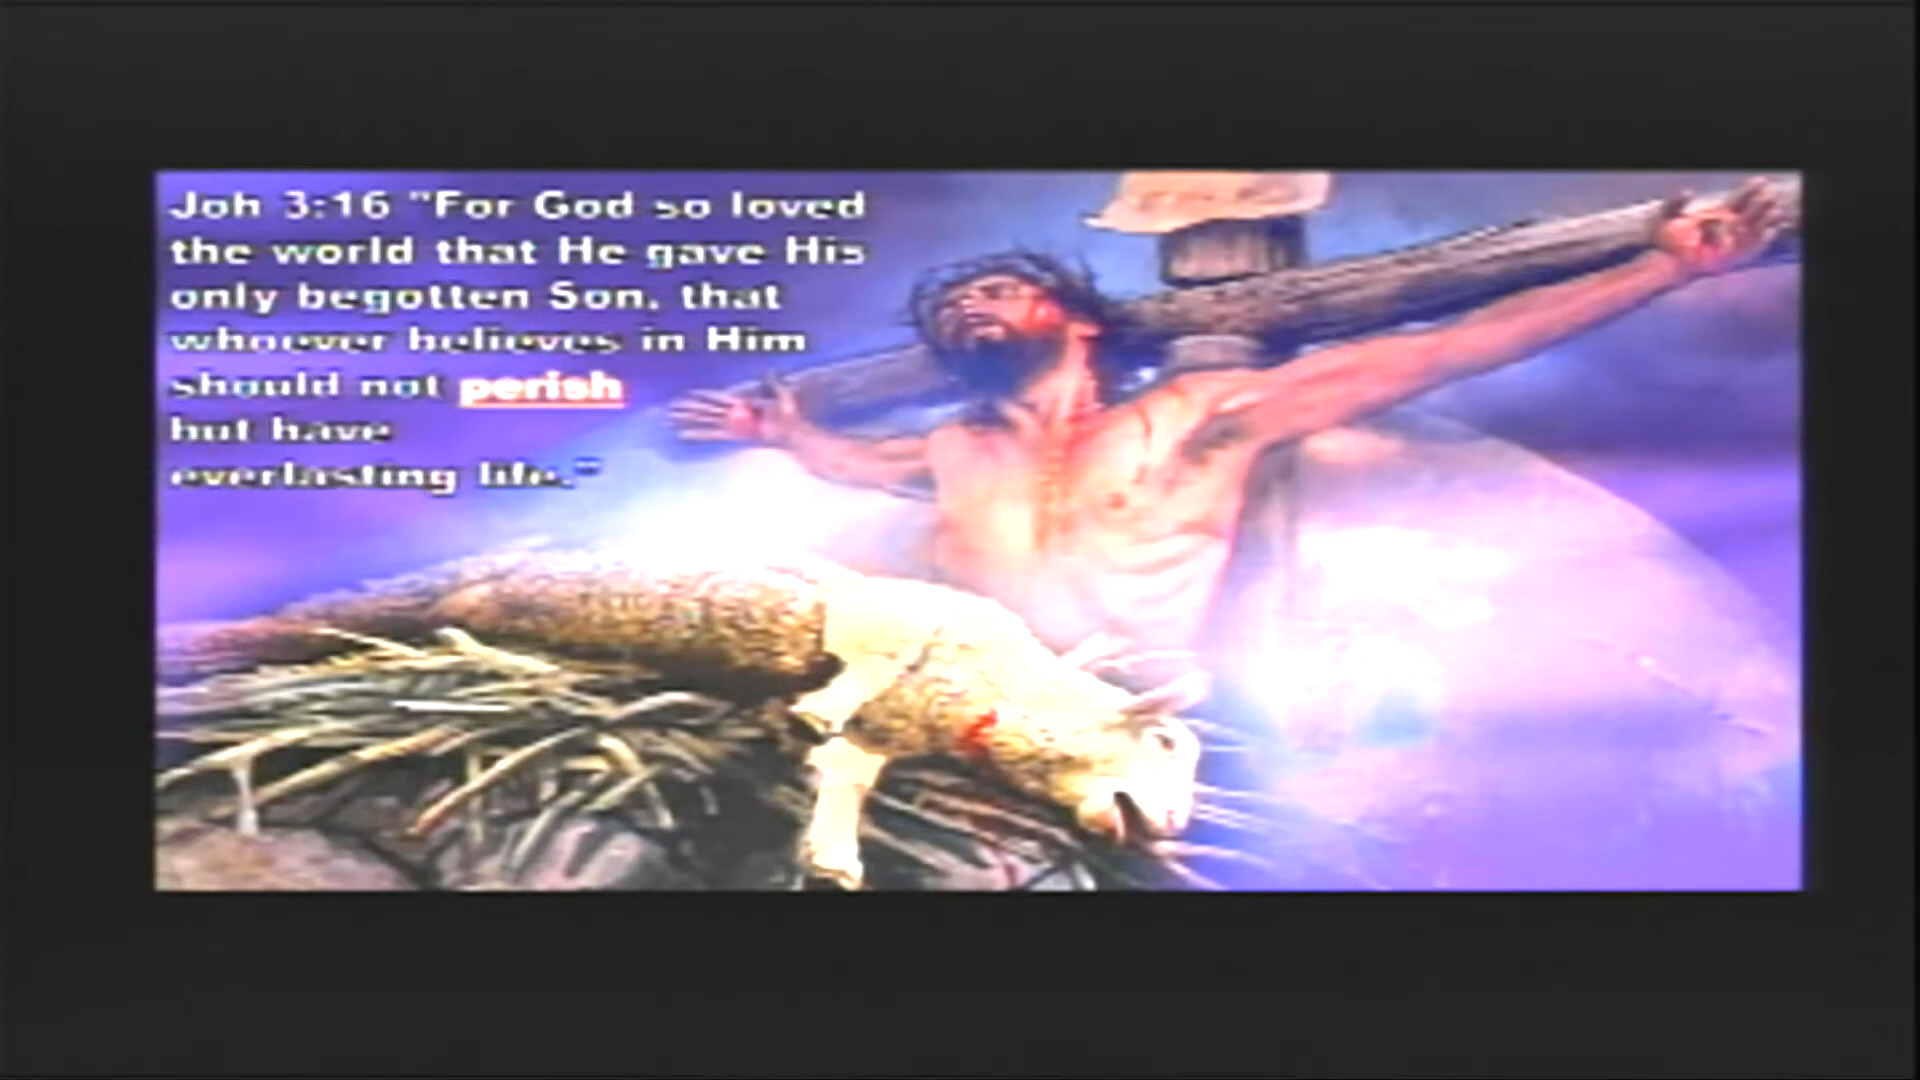 Joh 3:16 "For God so loved
the world that He gave His
only begotten Son, that
whoever believes in Him
should not perish
but have
everlasting life."